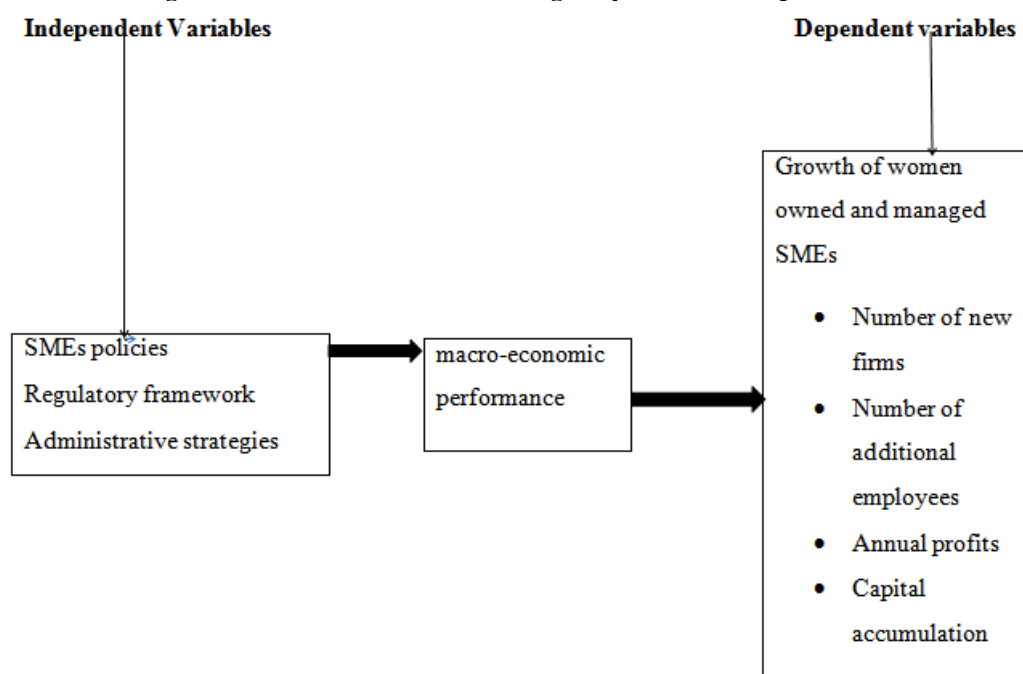 Independent Variables
Dependent variables
SMEs policies
Regulatory framework
Administrative strategies
macro-economic
performance
Growth of women
owned and managed
SMEs
• Number of new
firms
• Number of
additional
employees
• Annual profits
• Capital
accumulation